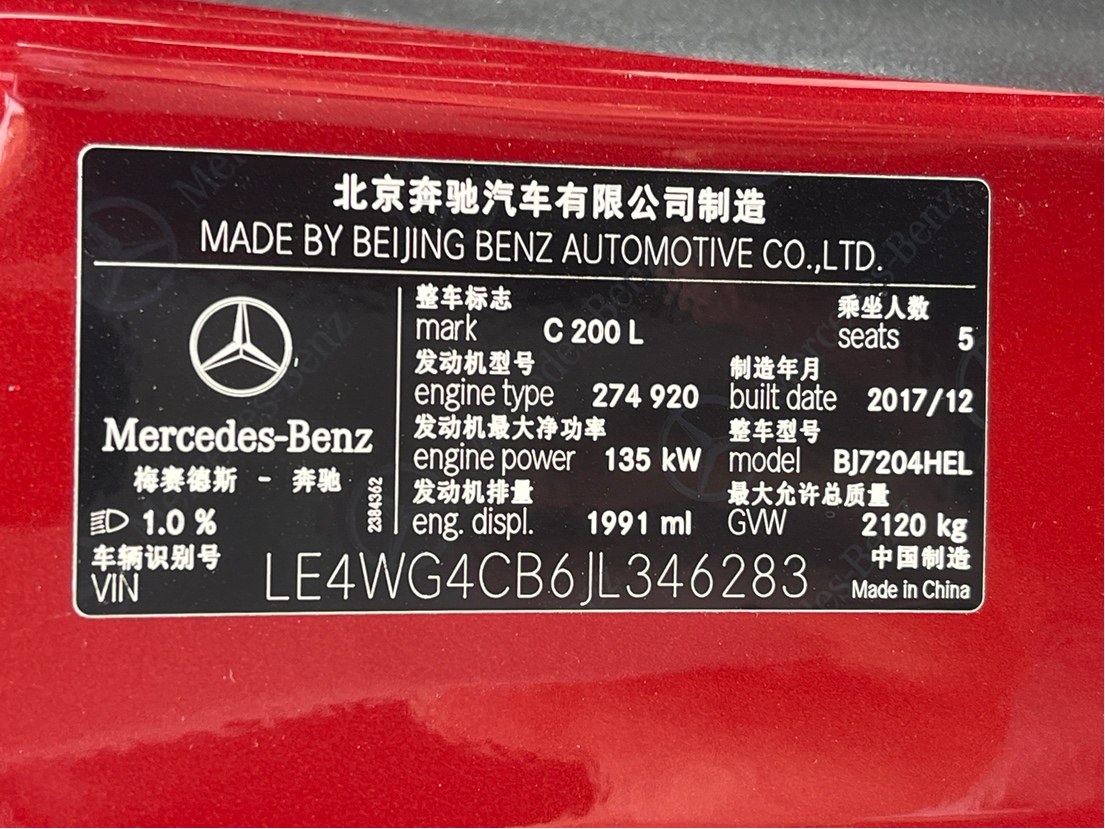 北京奔驰汽车有限公司制造
MADE BY BEIJING BENZ AUTOMOTIVE CO.,LTD.
Mercedes-Benz
梅赛德斯 - 奔驰
1.0 %
2384362
整车标志
mark C 200 L
乘坐人数
seats 5
发动机型号
engine type 274 920
制造年月
built date 2017/12
发动机最大净功率
engine power 135 kW
整车型号
model BJ7204HEL
发动机排量
eng. displ. 1991 ml
最大允许总质量
GVW 2120 kg
车辆识别号
VIN LE4WG4CB6JL346283
中国制造
Made in China